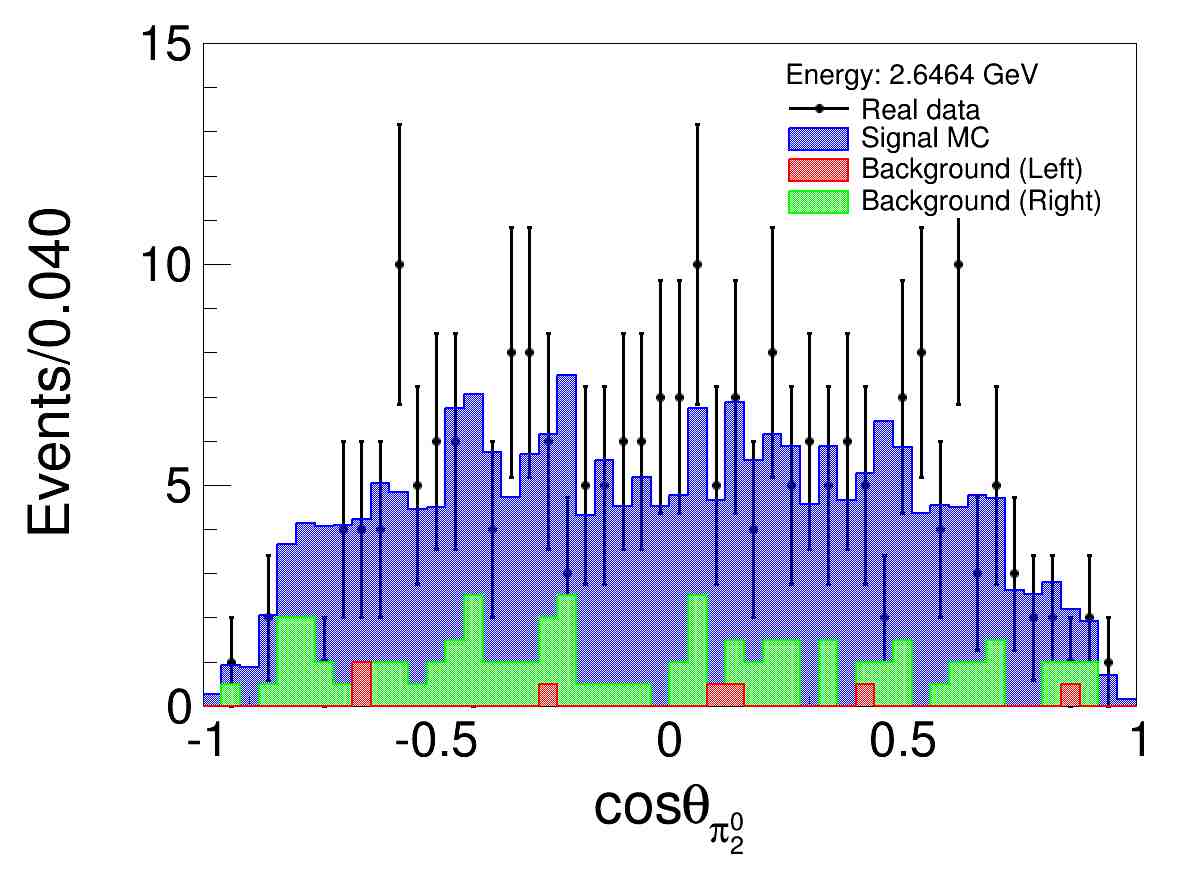 15
10
5
0
Events/0.040
Energy: 2.6464 GeV
Real data
Signal MC
Background (Left)
Background (Right)
-1
-0.5
0
0.5
1
cosθπ⁰₂